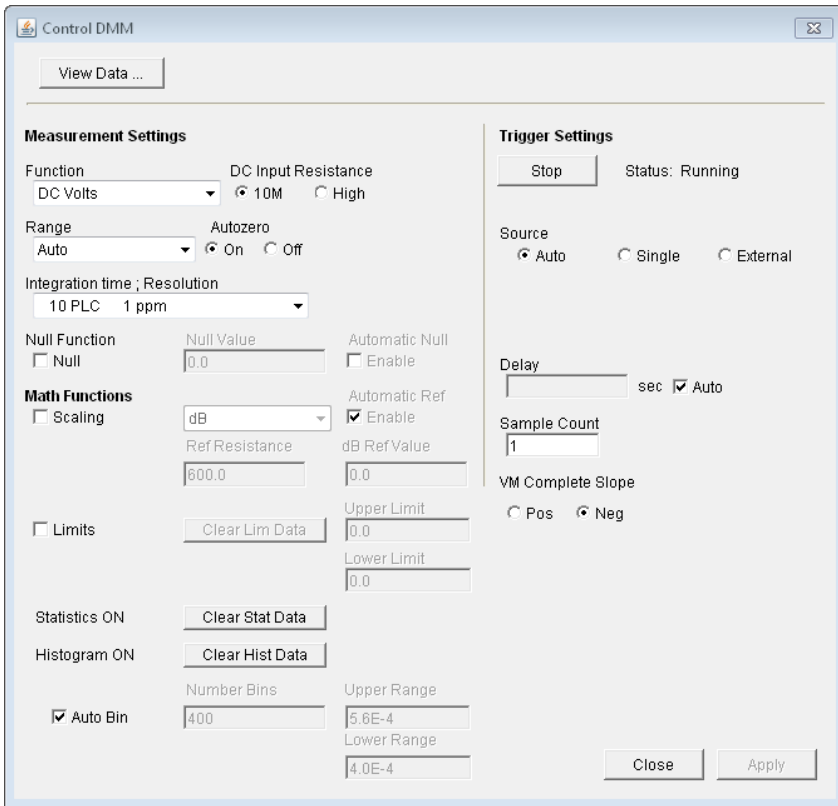 Control DMM
View Data ...
Measurement Settings
Function DC Input Resistance
DC Volts 10M High
Range Autozero
Auto On Off
Integration time ; Resolution
10 PLC 1 ppm
Null Function Null Value Automatic Null
Null 0.0 Enable
Math Functions Automatic Ref
Scaling dB Enable
Ref Resistance dB Ref Value
600.0 0.0
Upper Limit
Limits Clear Lim Data 0.0
Lower Limit
0.0
Statistics ON Clear Stat Data
Histogram ON Clear Hist Data
Number Bins Upper Range
Auto Bin 400 5.6E-4
Lower Range
4.0E-4
Trigger Settings
Stop Status: Running
Source
Auto Single External
Delay
sec Auto
Sample Count
1
VM Complete Slope
Pos Neg
Close Apply